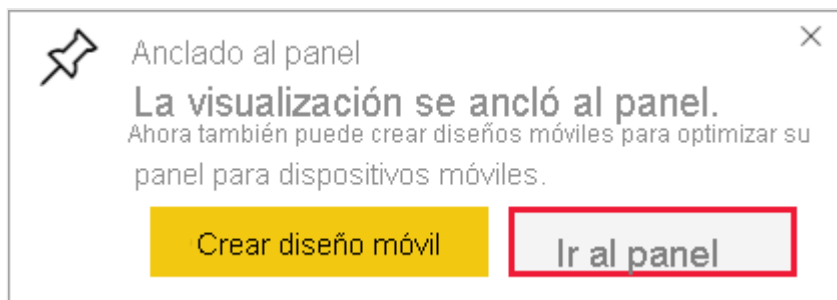 Anclado al panel
La visualización se ancló al panel.
Ahora también puede crear diseños móviles para optimizar su
panel para dispositivos móviles.
Crear diseño móvil
Ir al panel